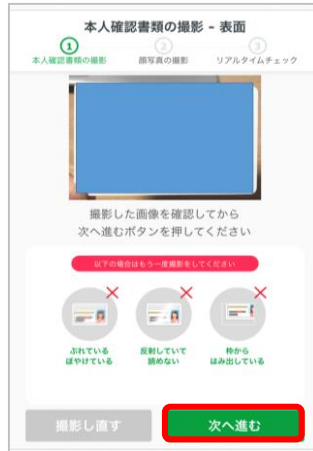 本人確認書類の撮影 - 表面
1 2 3
本人確認書類の撮影 顔写真の撮影 リアルタイムチェック
撮影した画像を確認してから
次へ進むボタンを押してください
以下の場合はもう一度撮影をしてください
ぶれている
ぼやけている
反射していて
読めない
枠から
はみ出している
撮影し直す 次へ進む